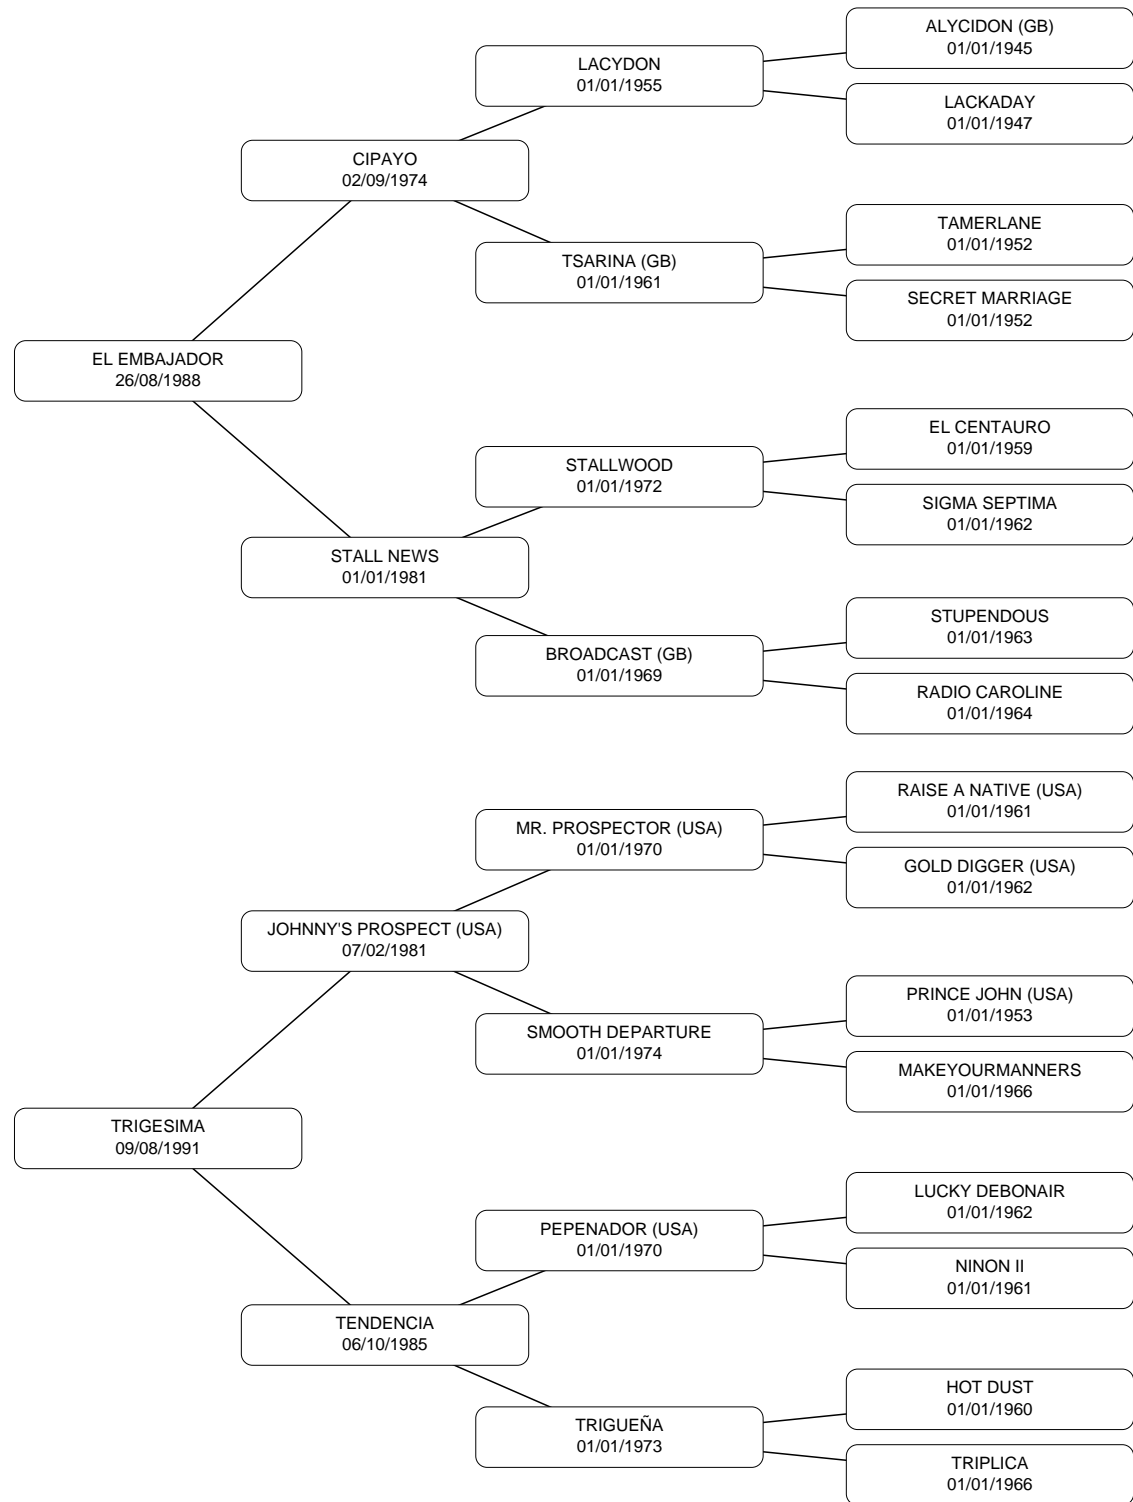 ALYCIDON (GB)
01/01/1945
LACYDON
01/01/1955
LACKADAY
01/01/1947
CIPAYO
02/09/1974
TAMERLANE
01/01/1952
TSARINA (GB)
01/01/1961
SECRET MARRIAGE
01/01/1952
EL EMBAJADOR
26/08/1988
EL CENTAURO
01/01/1959
STALLWOOD
01/01/1972
SIGMA SEPTIMA
01/01/1962
STALL NEWS
01/01/1981
STUPENDOUS
01/01/1963
BROADCAST (GB)
01/01/1969
RADIO CAROLINE
01/01/1964
RAISE A NATIVE (USA)
01/01/1961
MR. PROSPECTOR (USA)
01/01/1970
GOLD DIGGER (USA)
01/01/1962
JOHNNY'S PROSPECT (USA)
07/02/1981
PRINCE JOHN (USA)
01/01/1953
SMOOTH DEPARTURE
01/01/1974
MAKEYOURMANNERS
01/01/1966
TRIGESIMA
09/08/1991
LUCKY DEBONAIR
01/01/1962
PEPENADOR (USA)
01/01/1970
NINON II
01/01/1961
TENDENCIA
06/10/1985
HOT DUST
01/01/1960
TRIGUEÑA
01/01/1973
TRIPLICA
01/01/1966